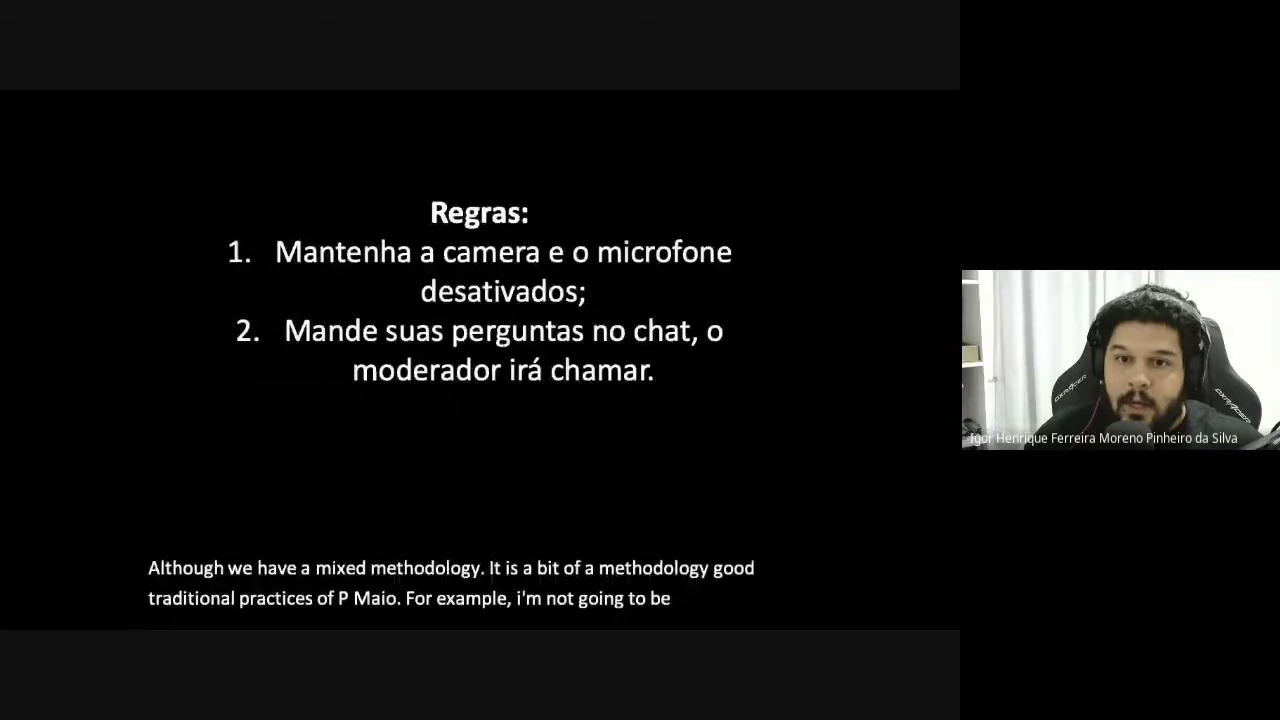 Regras:
1. Mantenha a camera e o microfone
desativados;
2. Mande suas perguntas no chat, o
moderador irá chamar.
DXRACER
DXRACER
Igor Henrique Ferreira Moreno Pinheiro da Silva
Although we have a mixed methodology. It is a bit of a methodology good
traditional practices of P Maio. For example, i'm not going to be